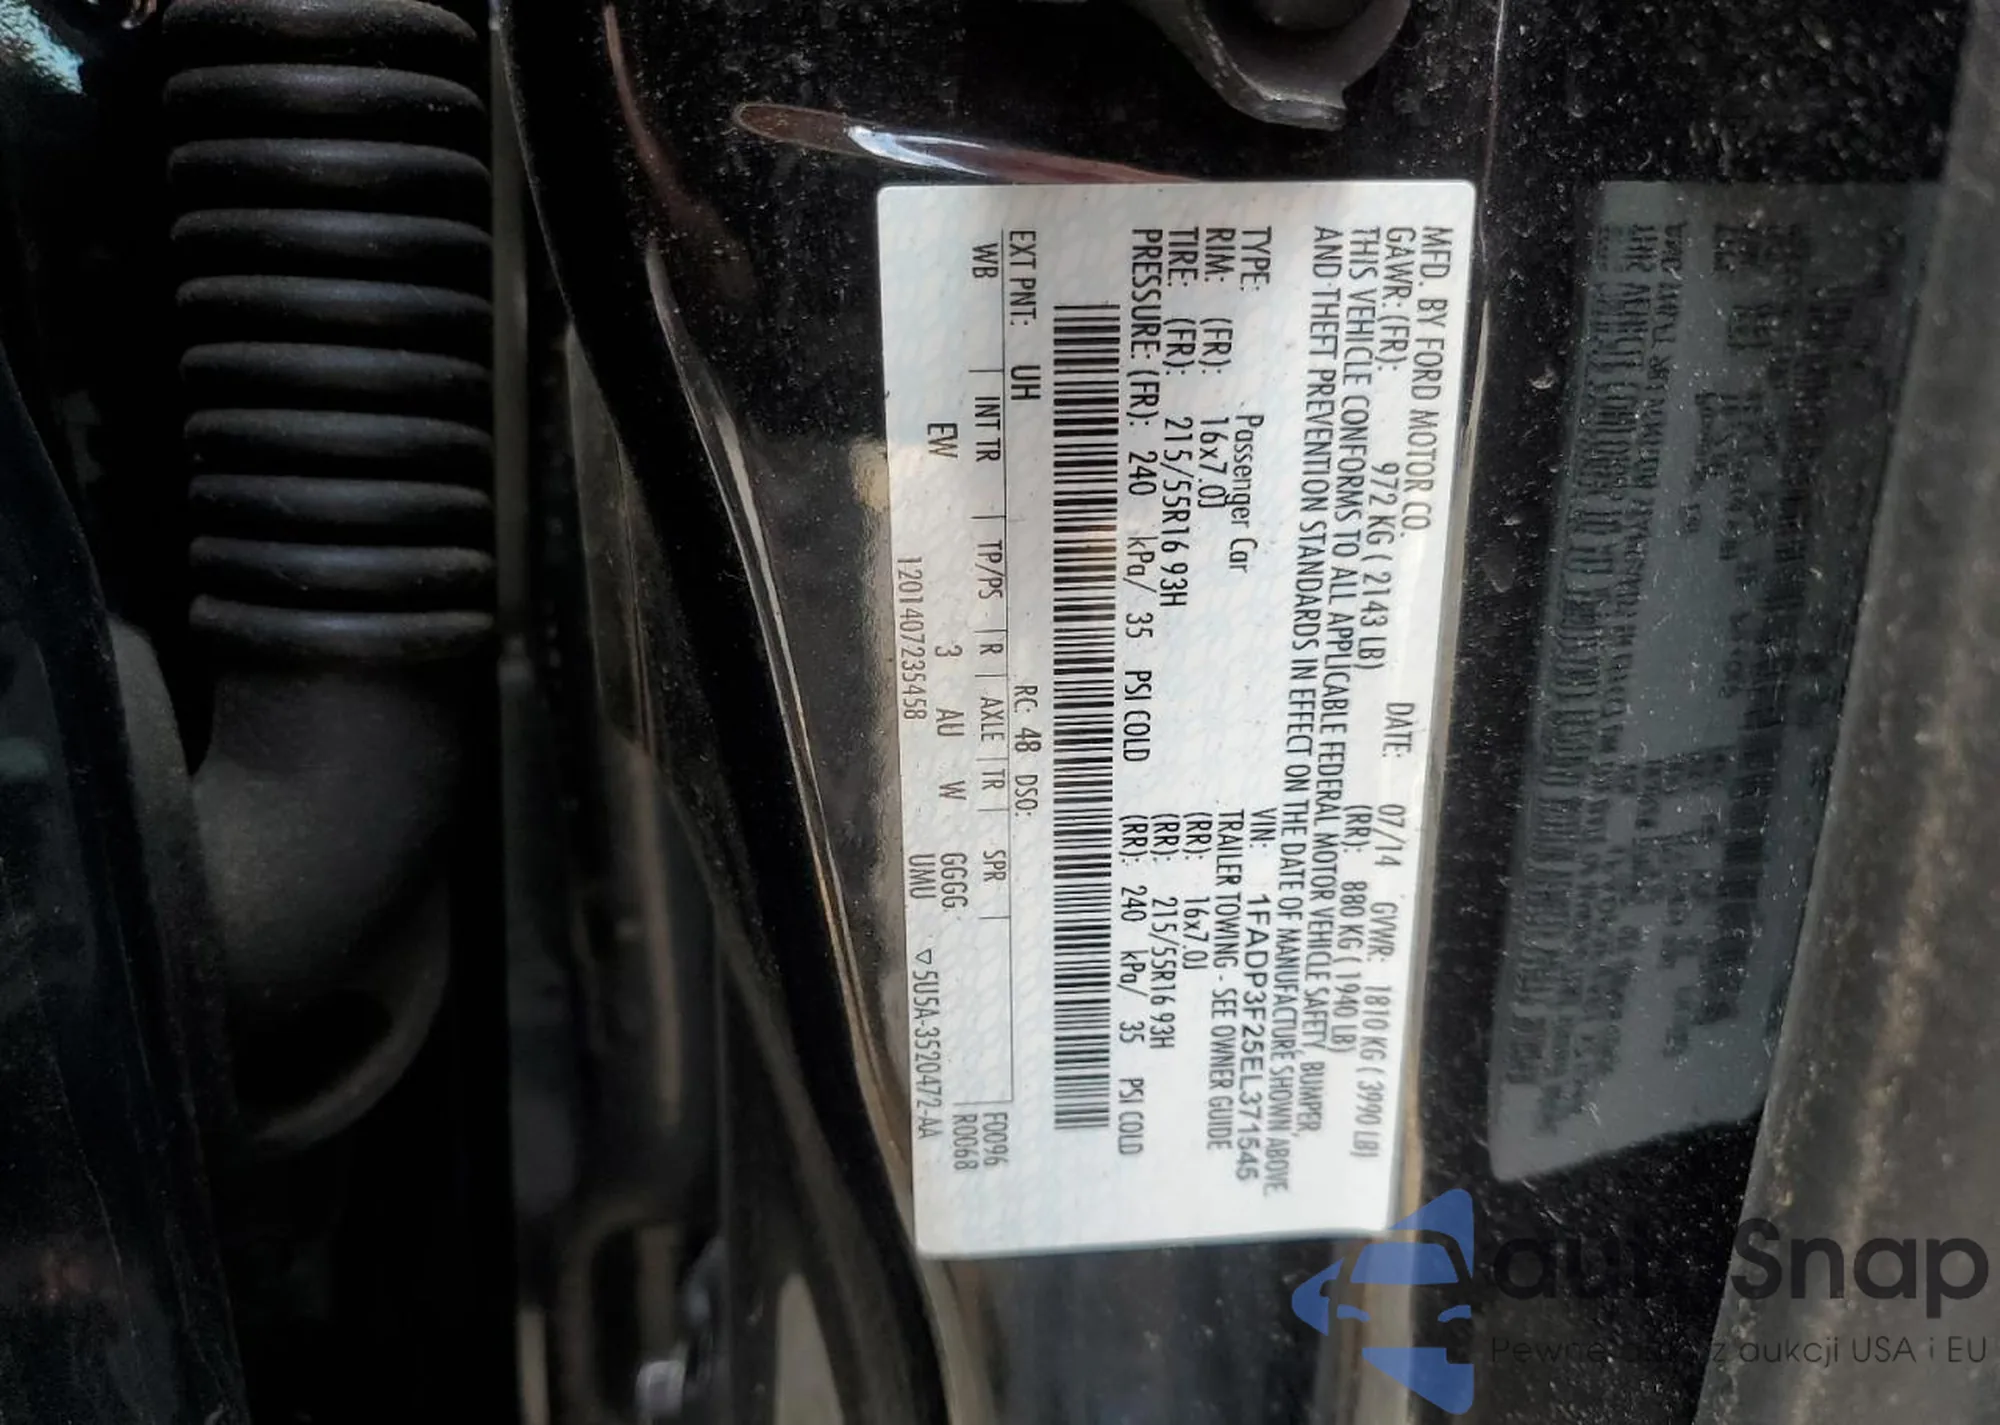 MFD. BY FORD MOTOR CO.
DATE: 07/14 GVWR: 1810 KG ( 3990 LB)
GAWR: (FR): 972 KG ( 2143 LB) (RR): 880 KG ( 1940 LB)
THIS VEHICLE CONFORMS TO ALL APPLICABLE FEDERAL MOTOR VEHICLE SAFETY, BUMPER,
AND THEFT PREVENTION STANDARDS IN EFFECT ON THE DATE OF MANUFACTURE SHOWN ABOVE.
VIN: 1FADP3F25EL371545
TYPE: Passenger Car TRAILER TOWING - SEE OWNER GUIDE
RIM: (FR): 16x7.0J (RR): 16x7.0J
TIRE: (FR): 215/55R16 93H (RR): 215/55R16 93H
PRESSURE: (FR): 240 kPa/ 35 PSI COLD (RR): 240 kPa/ 35 PSI COLD
EXT PNT: UH RC: 48 DSO: F0096
WB INT TR TP/PS R AXLE TR SPR R0068
EW 3 AU W GGGG
1201407235458 UMU ▽5U5A-3520472-AA
Snap
aukcji USA i EU